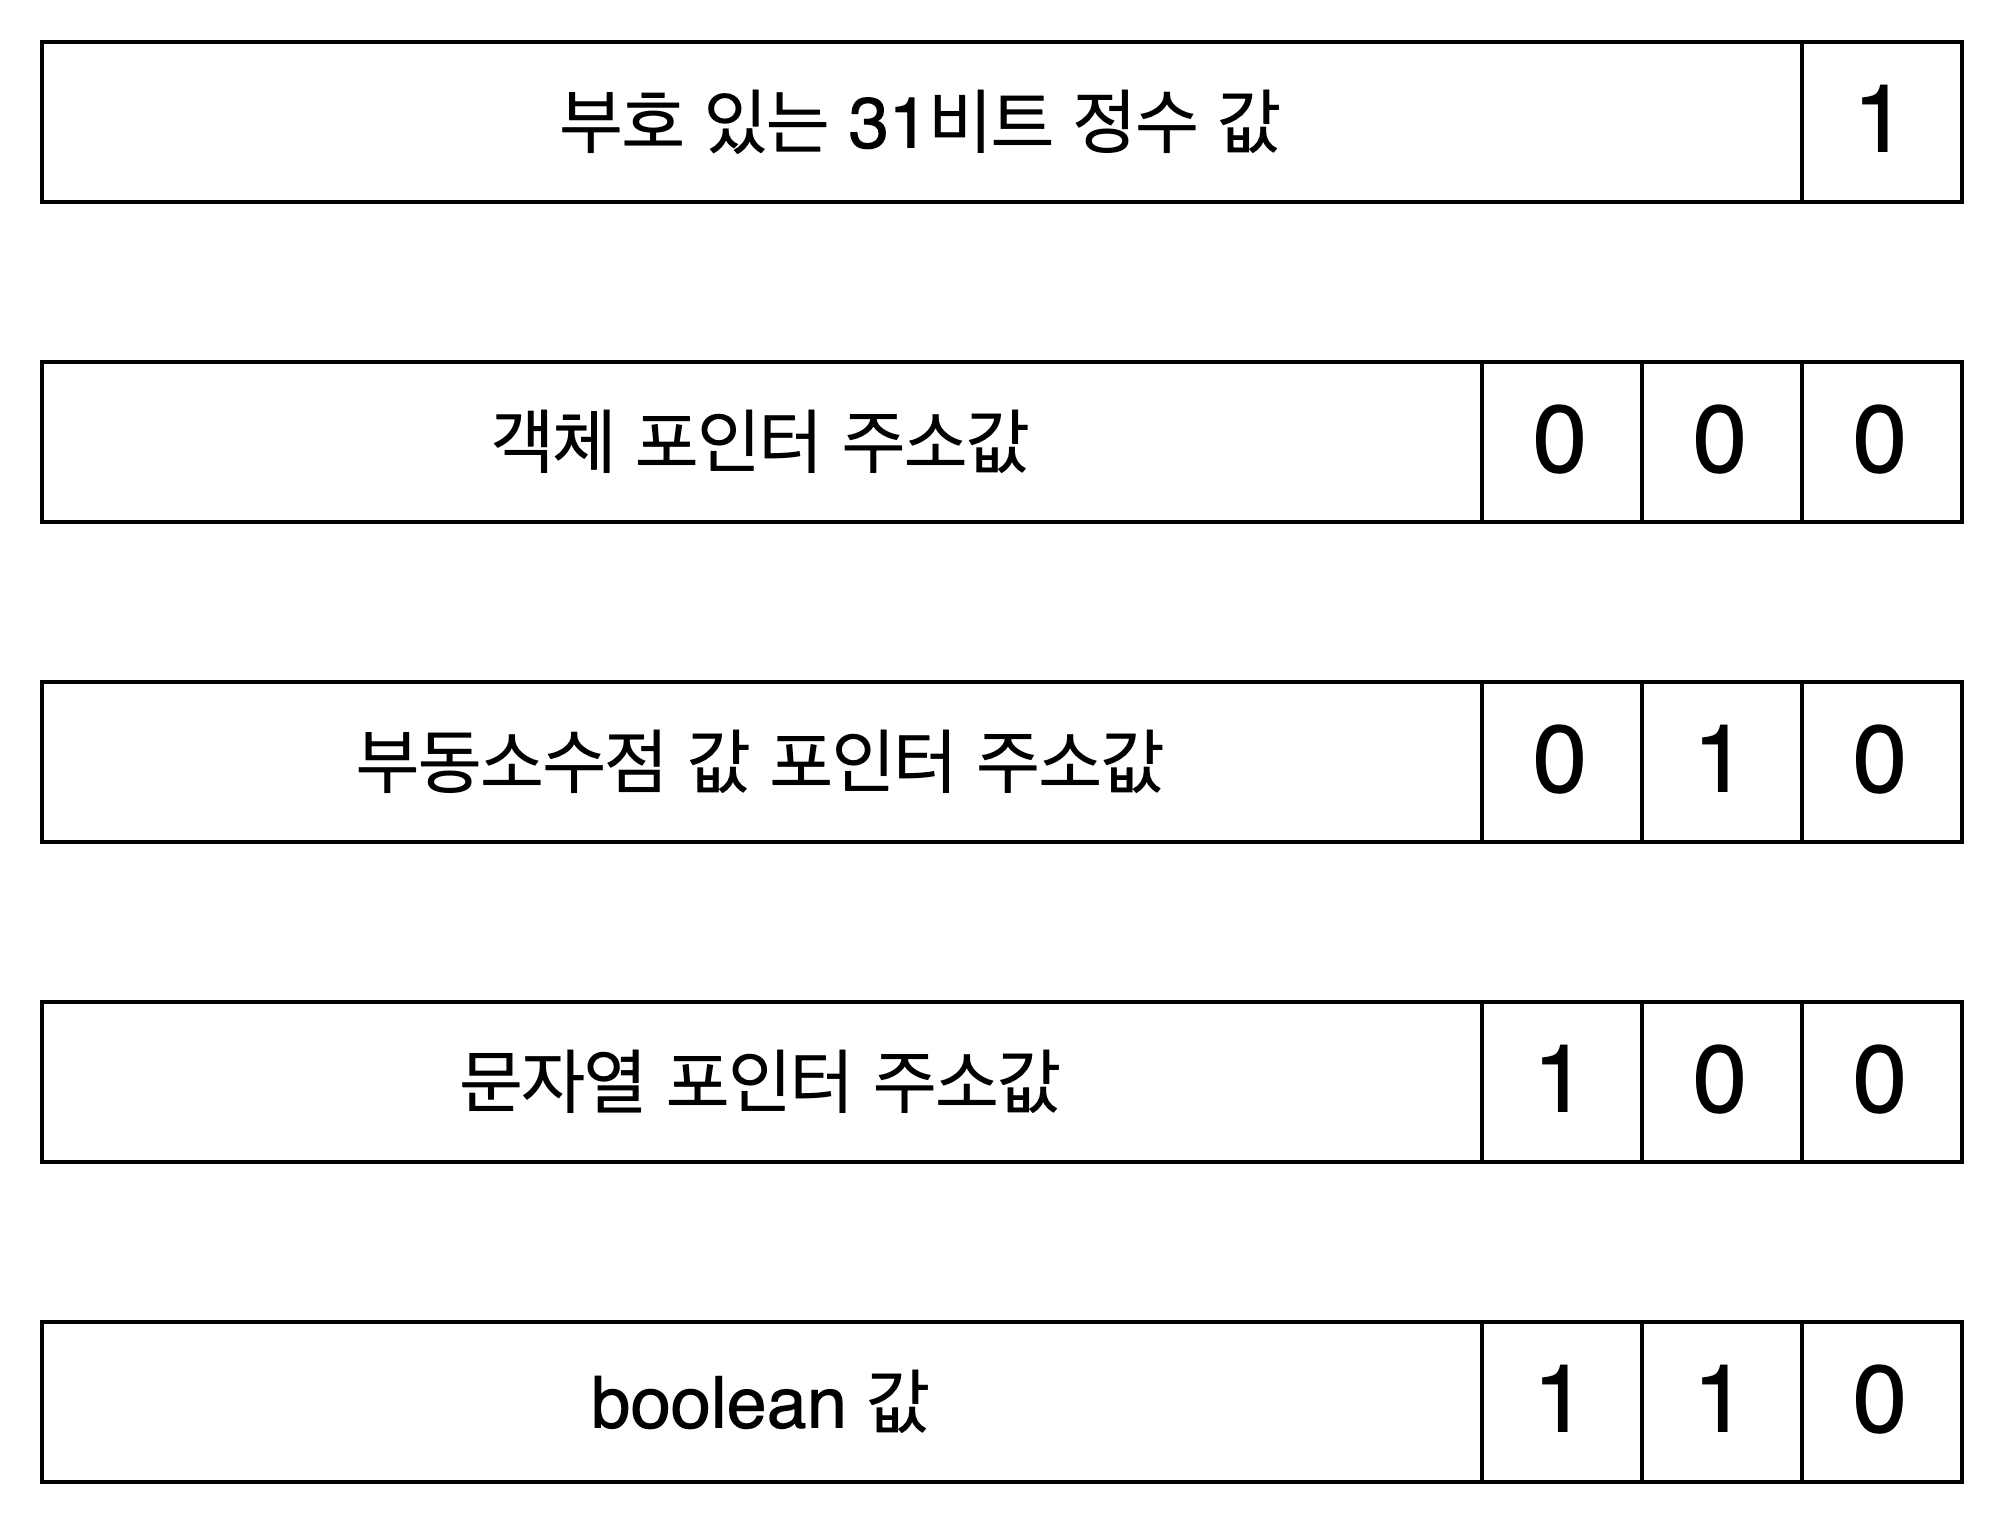 부호 있는 31비트 정수 값 1
객체 포인터 주소값 0 0 0
부동소수점 값 포인터 주소값 0 1 0
문자열 포인터 주소값 1 0 0
boolean 값 1 1 0